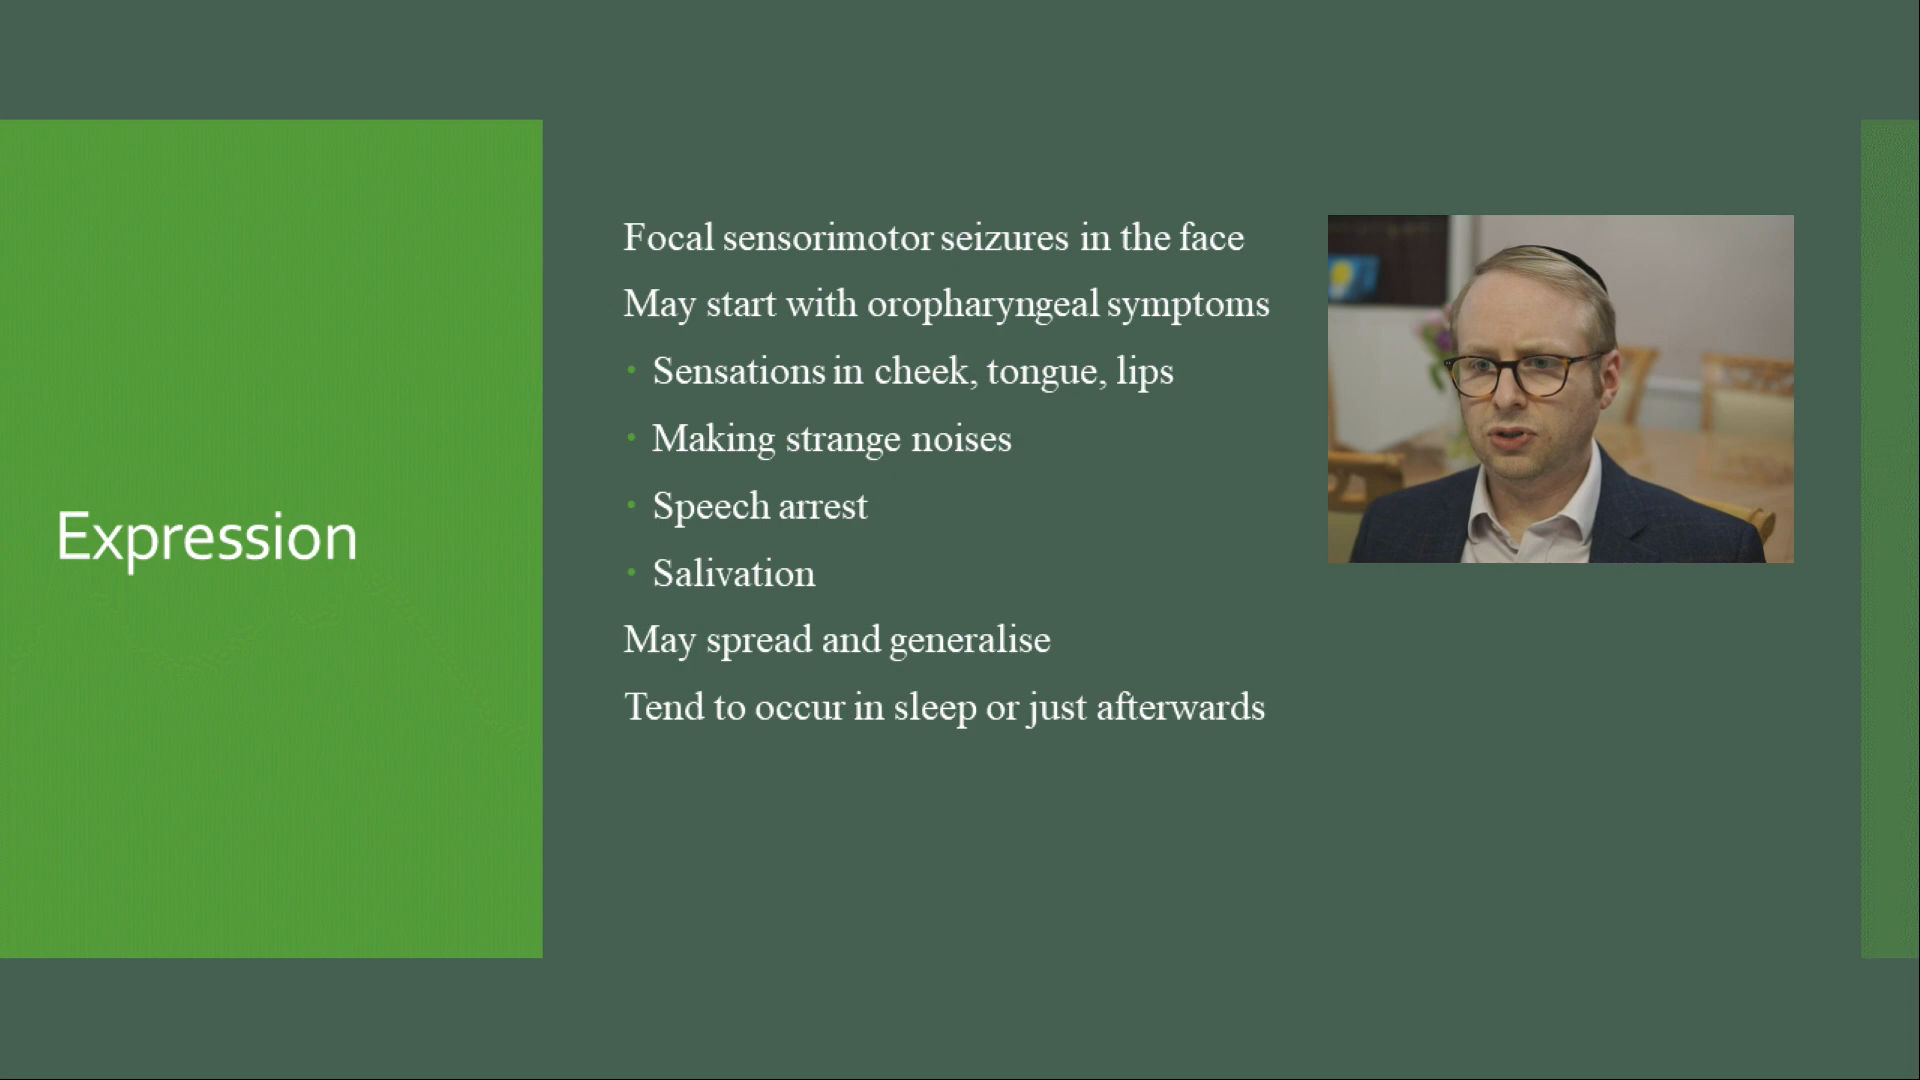 Expression
Focal sensorimotor seizures in the face
May start with oropharyngeal symptoms
• Sensations in cheek, tongue, lips
• Making strange noises
• Speech arrest
• Salivation
May spread and generalise
Tend to occur in sleep or just afterwards